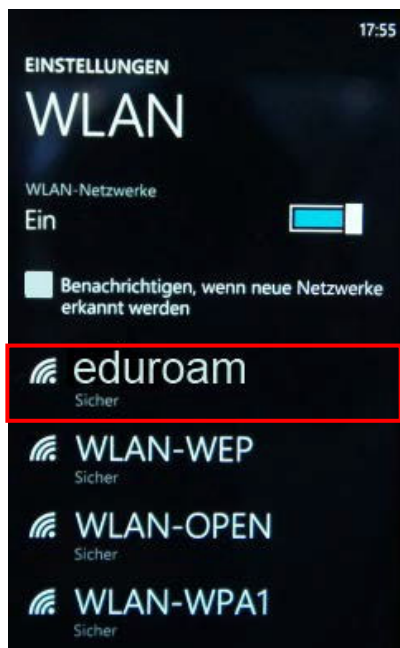 17:55
EINSTELLUNGEN
WLAN
WLAN-Netzwerke
Ein
Benachrichtigen, wenn neue Netzwerke
erkannt werden
eduroam
Sicher
WLAN-WEP
Sicher
WLAN-OPEN
Sicher
WLAN-WPA1
Sicher